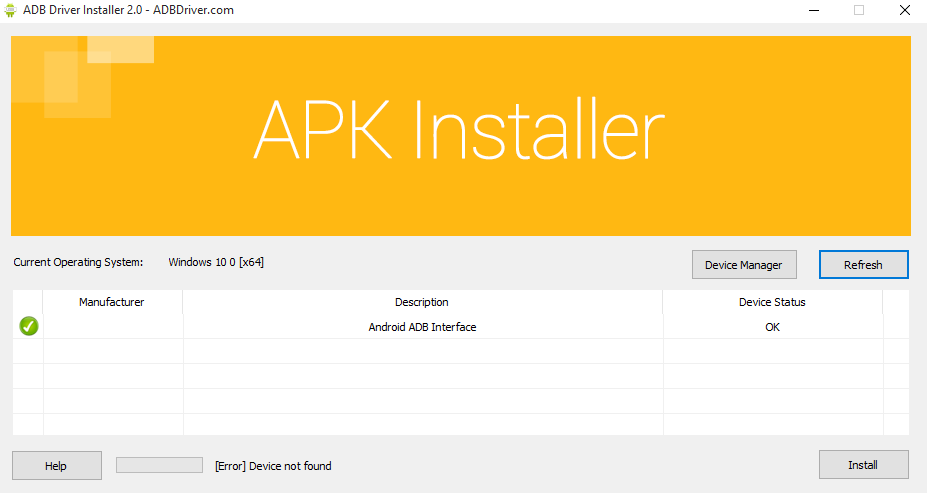 ADB Driver Installer 2.0 - ADBDriver.com
APK Installer
Current Operating System: Windows 10 0 [x64]
Device Manager
Refresh
Manufacturer Description Device Status
Android ADB Interface OK
Help
[Error] Device not found
Install